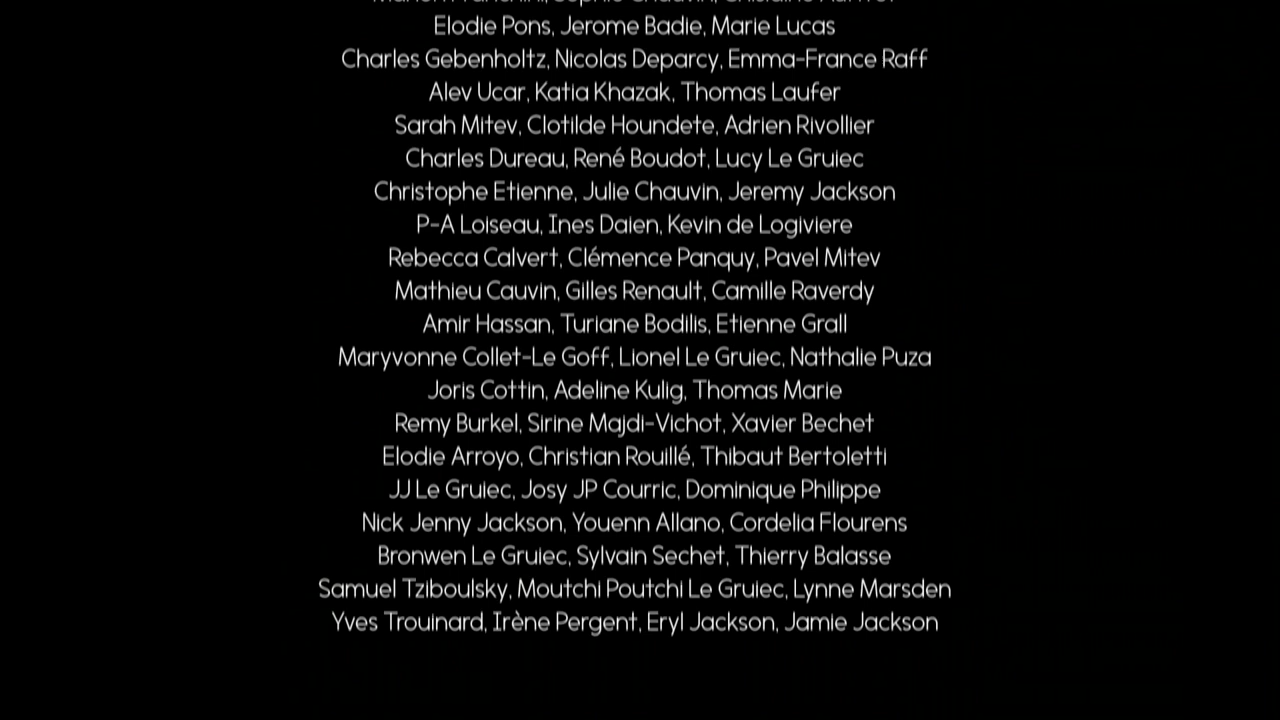 Elodie Pons, Jerome Badie, Marie Lucas
Charles Gebenholtz, Nicolas Deparcy, Emma-France Raff
Alev Ucar, Katia Khazak, Thomas Laufer
Sarah Mitev, Clotilde Houndete, Adrien Rivollier
Charles Dureau, René Boudot, Lucy Le Gruiec
Christophe Etienne, Julie Chauvin, Jeremy Jackson
P-A Loiseau, Ines Daien, Kevin de Logiviere
Rebecca Calvert, Clémence Panquy, Pavel Mitev
Mathieu Cauvin, Gilles Renault, Camille Raverdy
Amir Hassan, Turiane Bodilis, Etienne Grall
Maryvonne Collet-Le Goff, Lionel Le Gruiec, Nathalie Puza
Joris Cottin, Adeline Kulig, Thomas Marie
Remy Burkel, Sirine Majdi-Vichot, Xavier Bechet
Elodie Arroyo, Christian Rouillé, Thibaut Bertoletti
JJ Le Gruiec, Josy JP Courric, Dominique Philippe
Nick Jenny Jackson, Youenn Allano, Cordelia Flourens
Bronwen Le Gruiec, Sylvain Sechet, Thierry Balasse
Samuel Tziboulsky, Moutchi Poutchi Le Gruiec, Lynne Marsden
Yves Trouinard, Irène Pergent, Eryl Jackson, Jamie Jackson